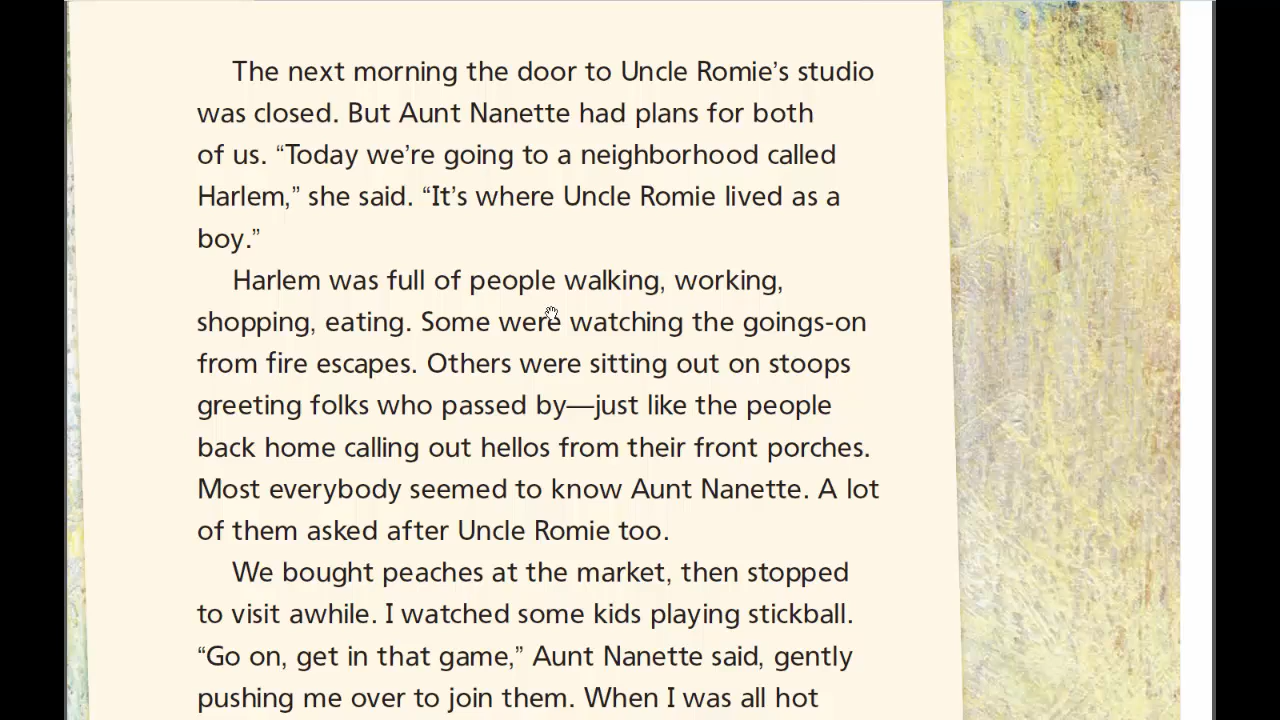 The next morning the door to Uncle Romie’s studio
was closed. But Aunt Nanette had plans for both
of us. “Today we’re going to a neighborhood called
Harlem,” she said. “It’s where Uncle Romie lived as a
boy.”
Harlem was full of people walking, working,
shopping, eating. Some were watching the goings-on
from fire escapes. Others were sitting out on stoops
greeting folks who passed by—just like the people
back home calling out hellos from their front porches.
Most everybody seemed to know Aunt Nanette. A lot
of them asked after Uncle Romie too.
We bought peaches at the market, then stopped
to visit awhile. I watched some kids playing stickball.
“Go on, get in that game,” Aunt Nanette said, gently
pushing me over to join them. When I was all hot